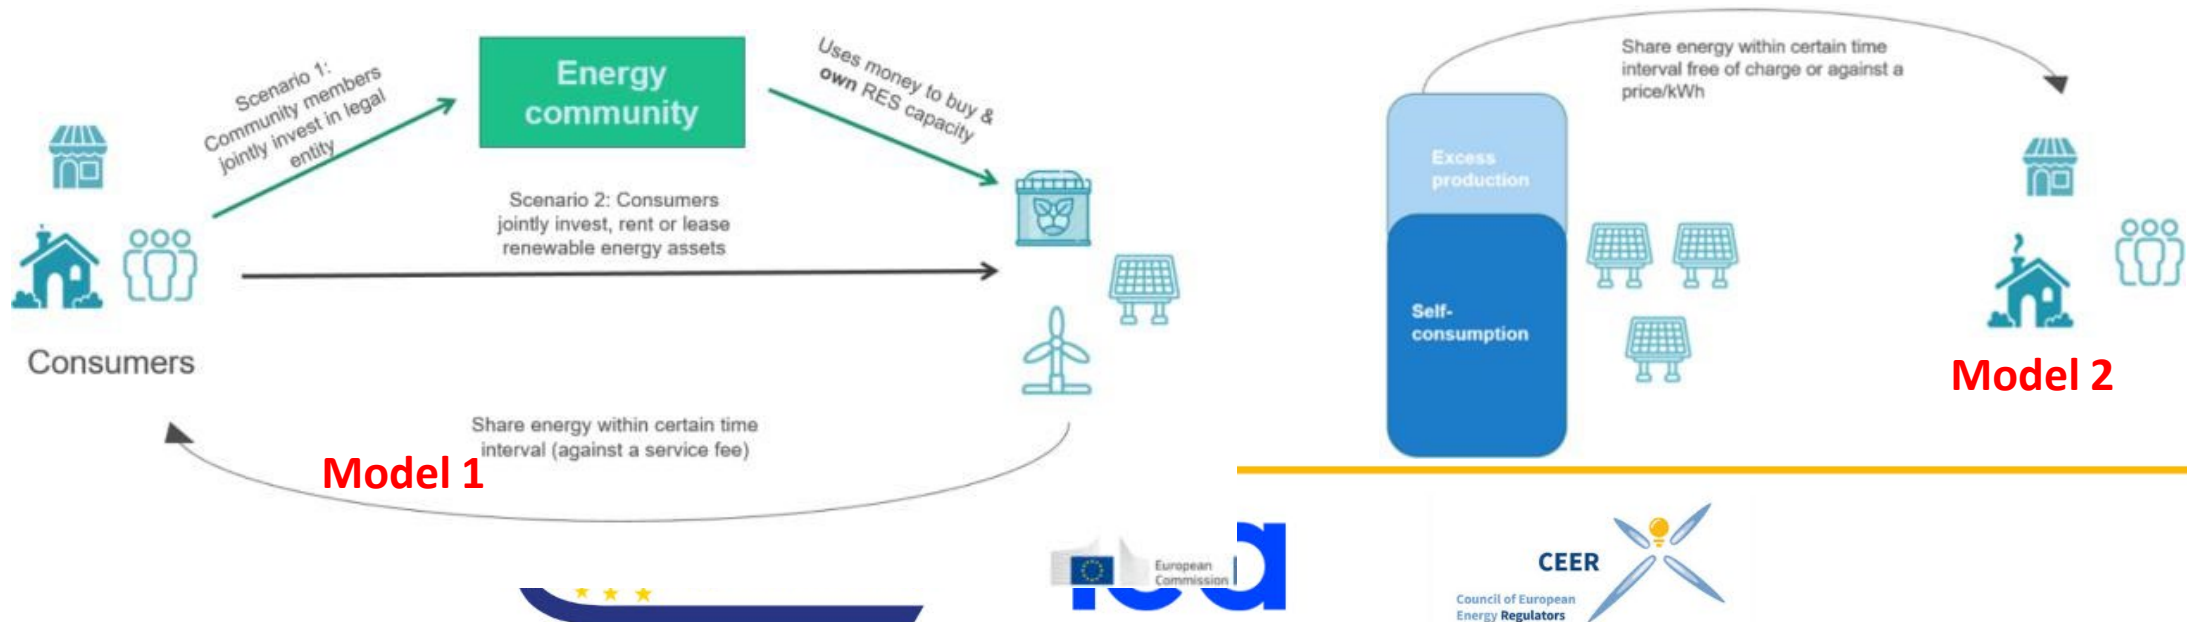 Scenario 1:
Community members
jointly invest in legal
entity
Energy
community
Uses money to buy &
own RES capacity
Scenario 2: Consumers
jointly invest, rent or lease
renewable energy assets
Consumers
Share energy within certain time
interval (against a service fee)
Model 1
Share energy within certain time
interval free of charge or against a
price/kWh
Excess
production
Self-
consumption
Model 2
European
Commission
CEER
Council of European
Energy Regulators